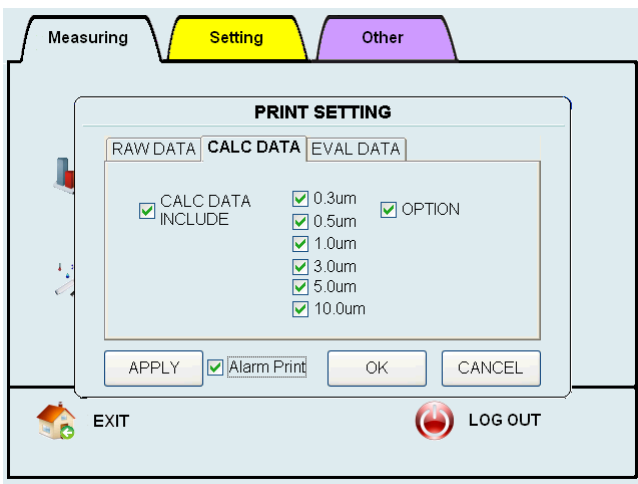 Measuring Setting Other
PRINT SETTING
RAW DATA CALC DATA EVAL DATA
CALC DATA
INCLUDE
0.3um
0.5um
1.0um
3.0um
5.0um
10.0um
OPTION
APPLY Alarm Print OK CANCEL
EXIT LOG OUT